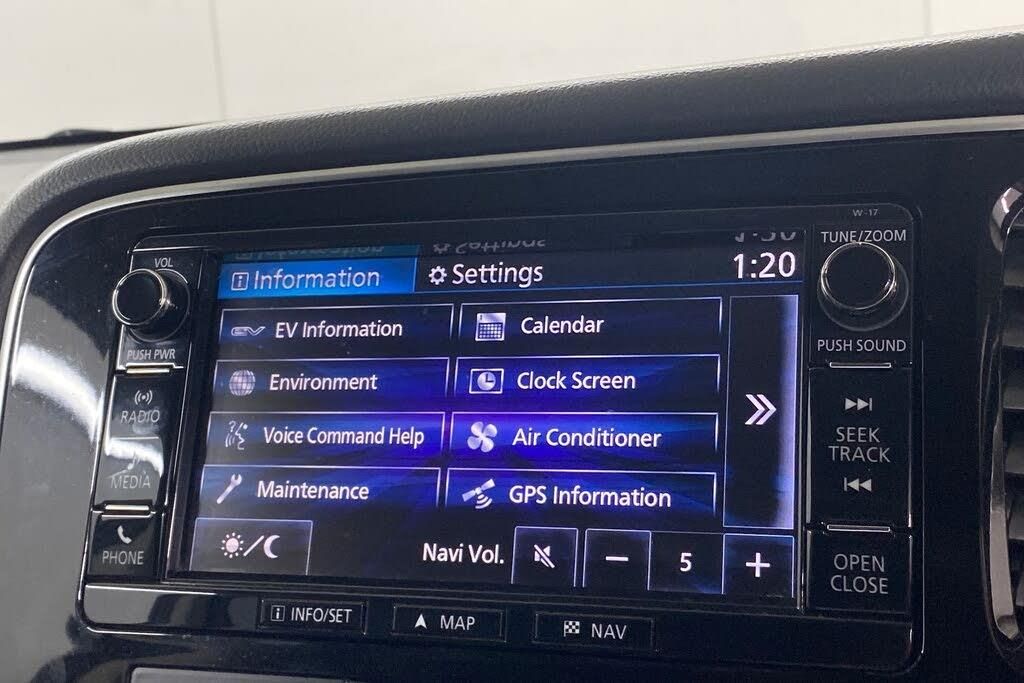 W-17
VOL
PUSH PWR
RADIO
MEDIA
PHONE
Information
Settings
1:20
EV Information
Calendar
Environment
Clock Screen
Voice Command Help
Air Conditioner
Maintenance
GPS Information
Navi Vol.
5
TUNE/ZOOM
PUSH SOUND
SEEK
TRACK
OPEN
CLOSE
INFO/SET
MAP
NAV